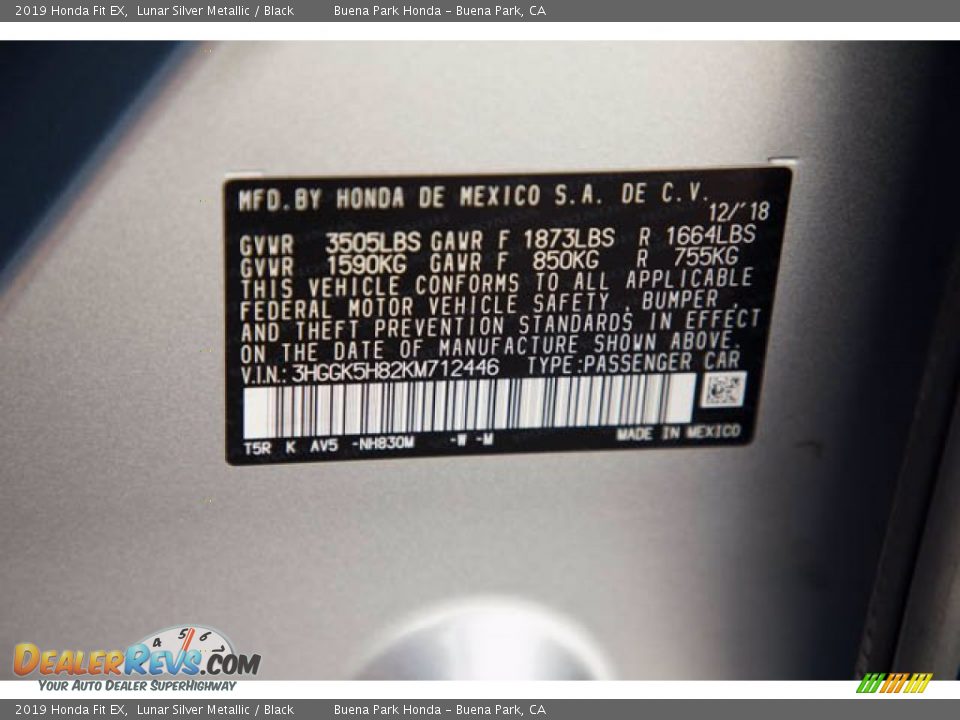 2019 Honda Fit EX, Lunar Silver Metallic / Black Buena Park Honda - Buena Park, CA
MFD.BY HONDA DE MEXICO S.A. DE C.V.
12/'18
GVWR 3505LBS GAWR F 1873LBS R 1664LBS
GVWR 1590KG GAWR F 850KG R 755KG
THIS VEHICLE CONFORMS TO ALL APPLICABLE
FEDERAL MOTOR VEHICLE SAFETY , BUMPER ,
AND THEFT PREVENTION STANDARDS IN EFFECT
ON THE DATE OF MANUFACTURE SHOWN ABOVE.
V.I.N.: 3HGGK5H82KM712446 TYPE:PASSENGER CAR
T5R K AV5 -NH830M -W -M MADE IN MEXICO
4 5 6
DEALERREVS.COM
YOUR AUTO DEALER SUPERHIGHWAY
2019 Honda Fit EX, Lunar Silver Metallic / Black Buena Park Honda - Buena Park, CA